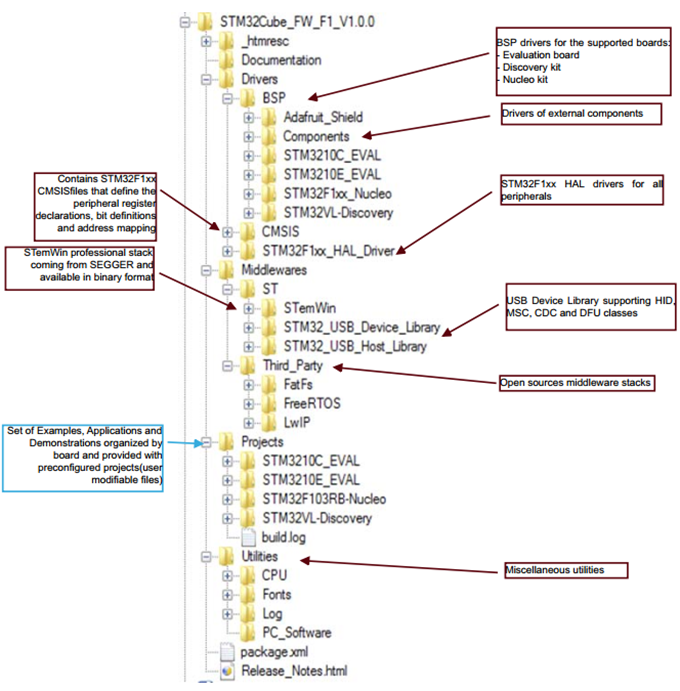 STM32Cube_FW_F1_V1.0.0
_htmresc
Documentation
Drivers
BSP
Adafruit_Shield
Components
STM3210C_EVAL
STM3210E_EVAL
STM32F1xx_Nucleo
STM32VL-Discovery
CMSIS
STM32F1xx_HAL_Driver
Middlewares
ST
STemWin
STM32_USB_Device_Library
STM32_USB_Host_Library
Third_Party
FatFs
FreeRTOS
LwIP
Projects
STM3210C_EVAL
STM3210E_EVAL
STM32F103RB-Nucleo
STM32VL-Discovery
build.log
Utilities
CPU
Fonts
Log
PC_Software
package.xml
Release_Notes.html
Contains STM32F1xx
CMSISfiles that define the
peripheral register
declarations, bit definitions
and address mapping
STemWin professional stack
coming from SEGGER and
available in binary format
Set of Examples, Applications and
Demonstrations organized by
board and provided with
preconfigured projects(user
modifiable files)
BSP drivers for the supported boards:
- Evaluation board
- Discovery kit
- Nucleo kit
Drivers of external components
STM32F1xx HAL drivers for all
peripherals
USB Device Library supporting HID,
MSC, CDC and DFU classes
Open sources middleware stacks
Miscellaneous utilities